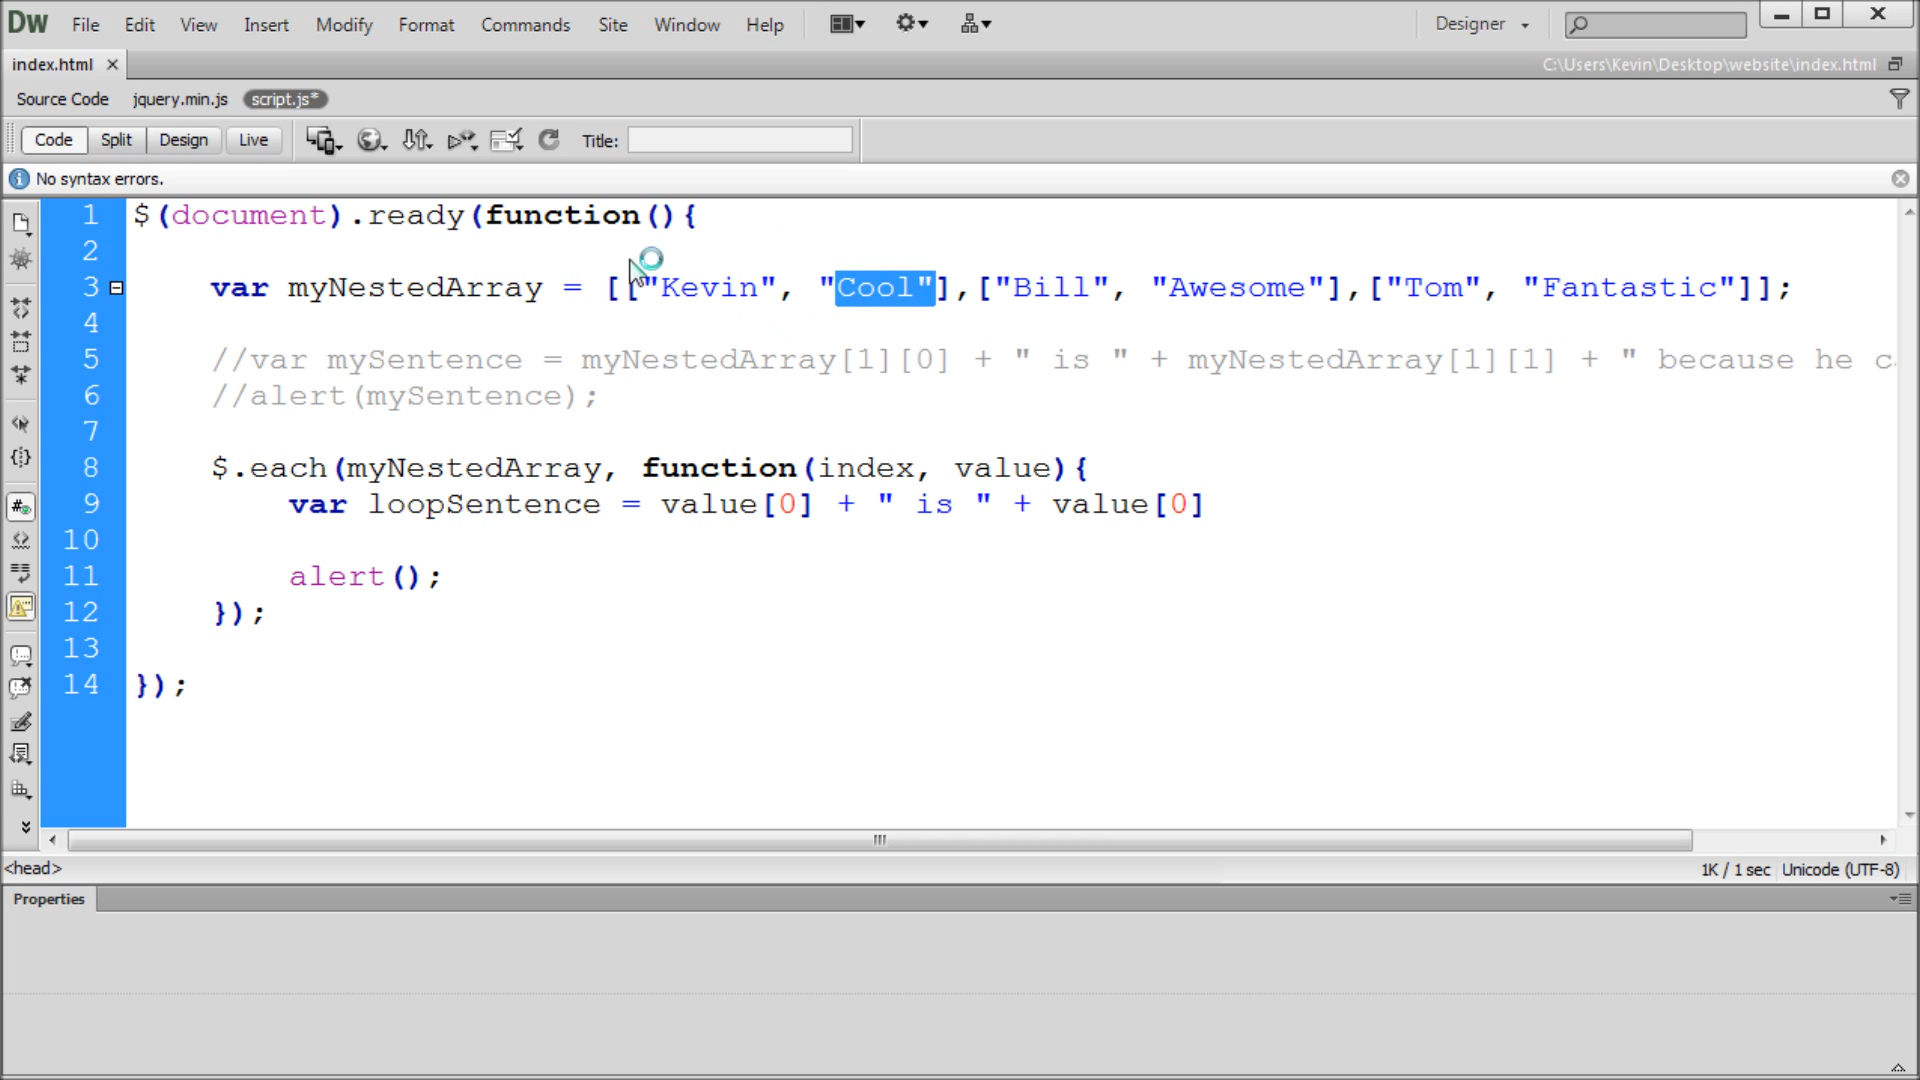 DW File Edit View Insert Modify Format Commands Site Window Help Designer
index.html C:\Users\Kevin\Desktop\website\index.html
Source Code jquery.min.js script.js*
Code Split Design Live Title:
No syntax errors.
1 $(document).ready(function(){
2
3 var myNestedArray = [["Kevin", "Cool"],["Bill", "Awesome"],["Tom", "Fantastic"]];
4
5 //var mySentence = myNestedArray[1][0] + " is " + myNestedArray[1][1] + " because he
6 //alert(mySentence);
7
8 $.each(myNestedArray, function(index, value){
9 var loopSentence = value[0] + " is " + value[0]
10
11 alert();
12 });
13
14 });
<head> 1K / 1 sec Unicode (UTF-8)
Properties